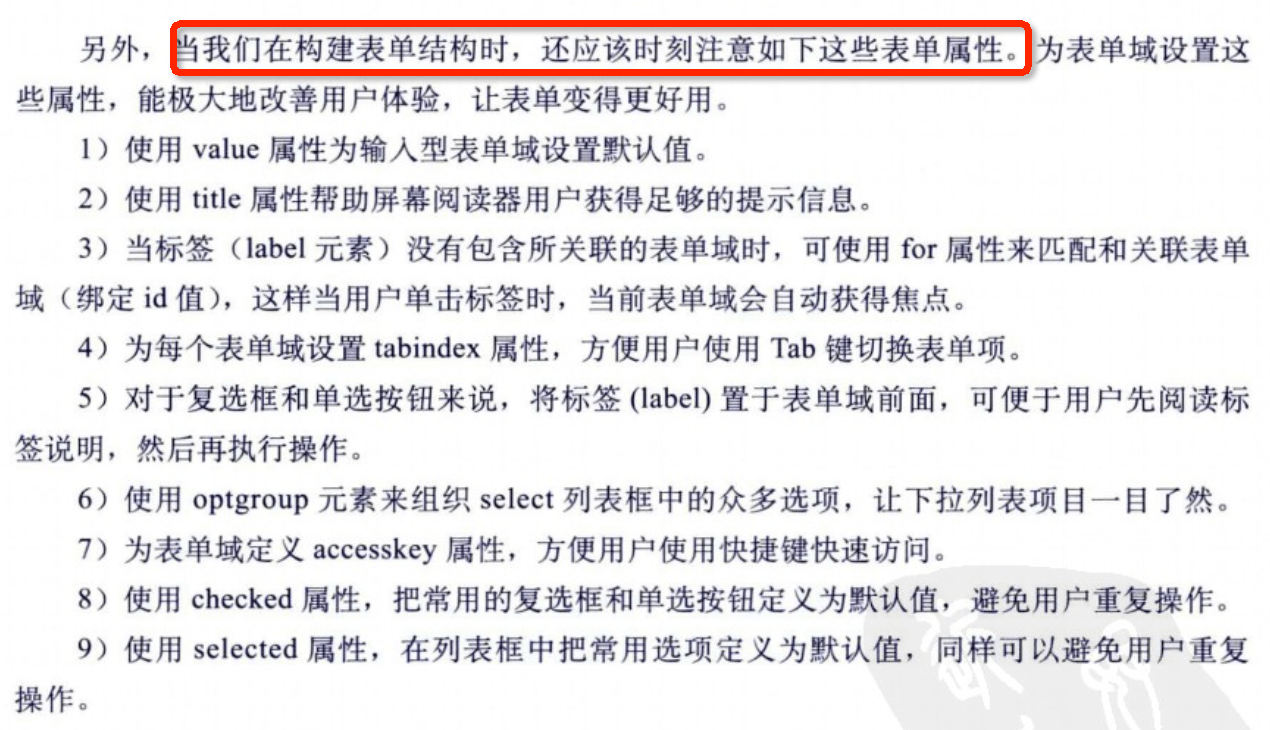 另外，当我们在构建表单结构时，还应该时刻注意如下这些表单属性。为表单域设置这
些属性，能极大地改善用户体验，让表单变得更好用。
1）使用 value 属性为输入型表单域设置默认值。
2）使用 title 属性帮助屏幕阅读器用户获得足够的提示信息。
3）当标签（label 元素）没有包含所关联的表单域时，可使用 for 属性来匹配和关联表单
域（绑定 id 值），这样当用户单击标签时，当前表单域会自动获得焦点。
4）为每个表单域设置 tabindex 属性，方便用户使用 Tab 键切换表单项。
5）对于复选框和单选按钮来说，将标签 (label) 置于表单域前面，可便于用户先阅读标
签说明，然后再执行操作。
6）使用 optgroup 元素来组织 select 列表框中的众多选项，让下拉列表项目一目了然。
7）为表单域定义 accesskey 属性，方便用户使用快捷键快速访问。
8）使用 checked 属性，把常用的复选框和单选按钮定义为默认值，避免用户重复操作。
9）使用 selected 属性，在列表框中把常用选项定义为默认值，同样可以避免用户重复
操作。